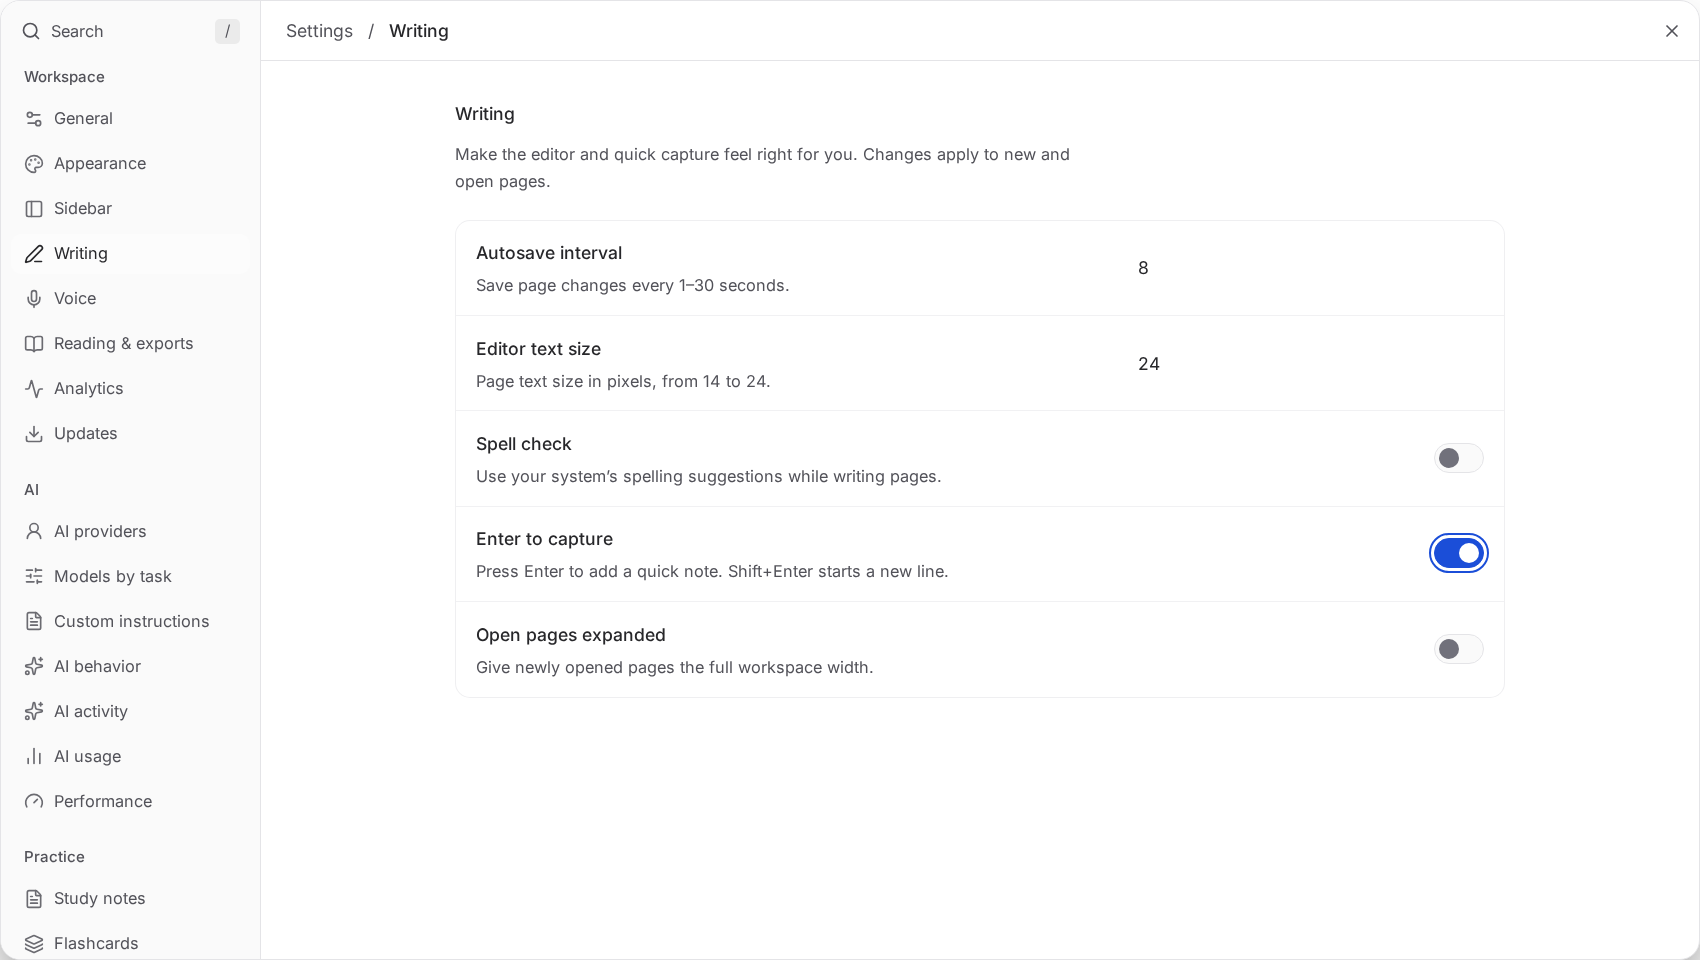 Search /
Workspace
General
Appearance
Sidebar
Writing
Voice
Reading & exports
Analytics
Updates
AI
AI providers
Models by task
Custom instructions
AI behavior
AI activity
AI usage
Performance
Practice
Study notes
Flashcards
Settings / Writing
Writing
Make the editor and quick capture feel right for you. Changes apply to new and
open pages.
Autosave interval
Save page changes every 1–30 seconds.
8
Editor text size
Page text size in pixels, from 14 to 24.
24
Spell check
Use your system’s spelling suggestions while writing pages.
Enter to capture
Press Enter to add a quick note. Shift+Enter starts a new line.
Open pages expanded
Give newly opened pages the full workspace width.